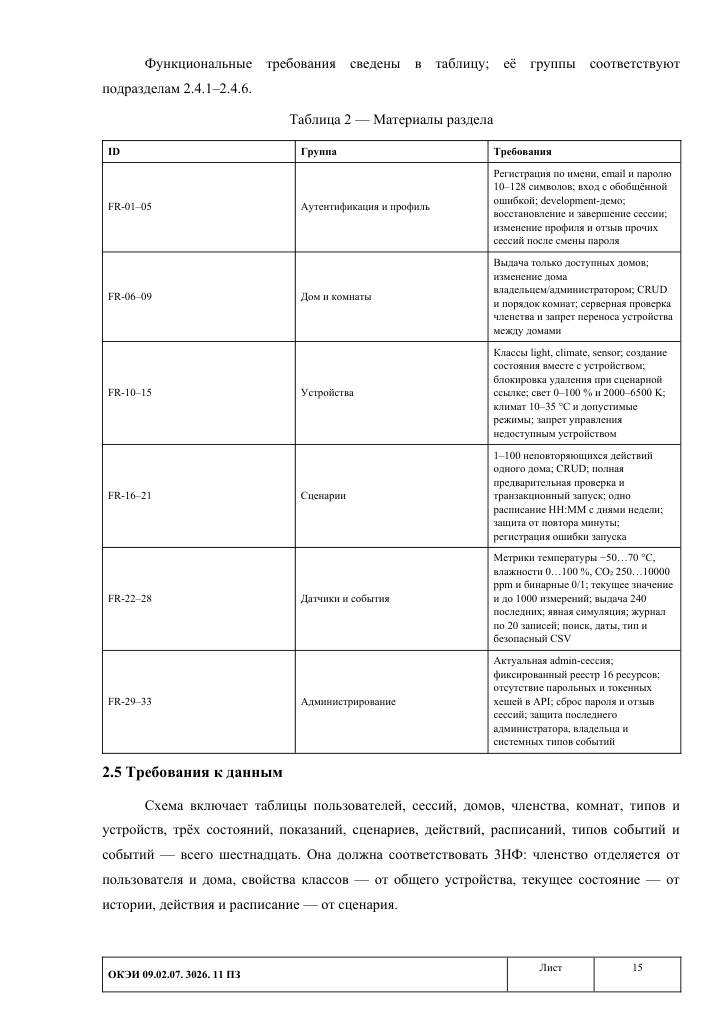 Функциональные требования сведены в таблицу; её группы соответствуют
подразделам 2.4.1–2.4.6.
Таблица 2 — Материалы раздела
ID
Группа
Требования
FR-01–05
Аутентификация и профиль
Регистрация по имени, email и паролю
10–128 символов; вход с обобщённой
ошибкой; development-демо;
восстановление и завершение сессии;
изменение профиля и отзыв прочих
сессий после смены пароля
FR-06–09
Дом и комнаты
Выдача только доступных домов;
изменение дома
владельцем/администратором; CRUD
и порядок комнат; серверная проверка
членства и запрет переноса устройства
между домами
FR-10–15
Устройства
Классы light, climate, sensor; создание
состояния вместе с устройством;
блокировка удаления при сценарной
ссылке; свет 0–100 % и 2000–6500 K;
климат 10–35 °C и допустимые
режимы; запрет управления
недоступным устройством
FR-16–21
Сценарии
1–100 неповторяющихся действий
одного дома; CRUD; полная
предварительная проверка и
транзакционный запуск; одно
расписание HH:MM с днями недели;
защита от повтора минуты;
регистрация ошибки запуска
FR-22–28
Датчики и события
Метрики температуры −50…70 °C,
влажности 0…100 %, CO₂ 250…10000
ppm и бинарные 0/1; текущее значение
и до 1000 измерений; выдача 240
последних; явная симуляция; журнал
по 20 записей; поиск, даты, тип и
безопасный CSV
FR-29–33
Администрирование
Актуальная admin-сессия;
фиксированный реестр 16 ресурсов;
отсутствие парольных и токенных
хешей в API; сброс пароля и отзыв
сессий; защита последнего
администратора, владельца и
системных типов событий
2.5 Требования к данным
Схема включает таблицы пользователей, сессий, домов, членства, комнат, типов и
устройств, трёх состояний, показаний, сценариев, действий, расписаний, типов событий и
событий — всего шестнадцать. Она должна соответствовать 3НФ: членство отделяется от
пользователя и дома, свойства классов — от общего устройства, текущее состояние — от
истории, действия и расписание — от сценария.
ОКЭИ 09.02.07. 3026. 11 ПЗ
Лист
15